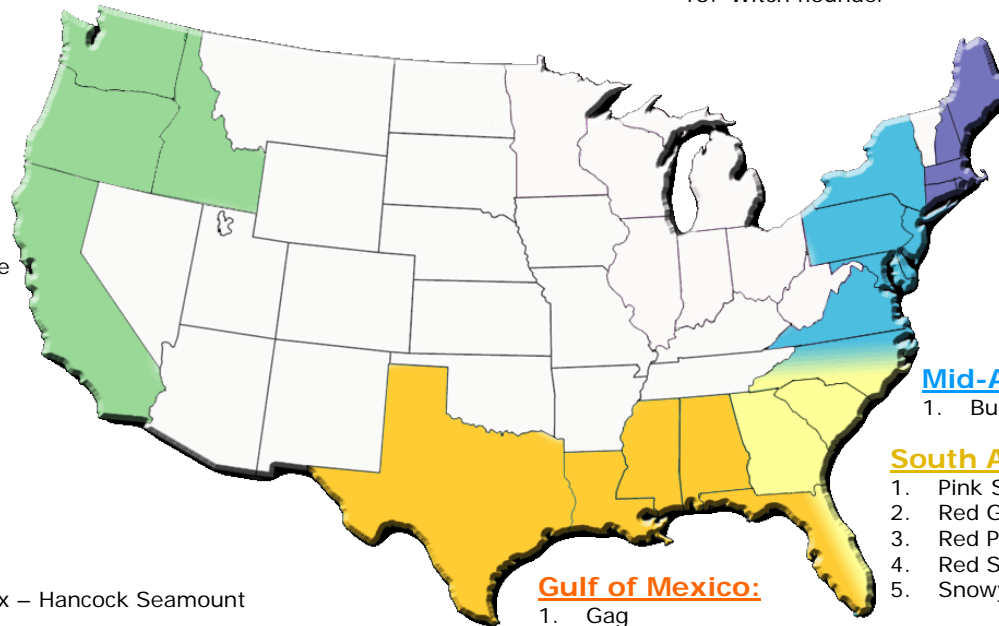 Witch flounder
e
Mid-A
1. Bu
South A
1. Pink S
2. Red G
3. Red P
4. Red S
5. Snowy
Gulf of Mexico:
1. Gag
x – Hancock Seamount